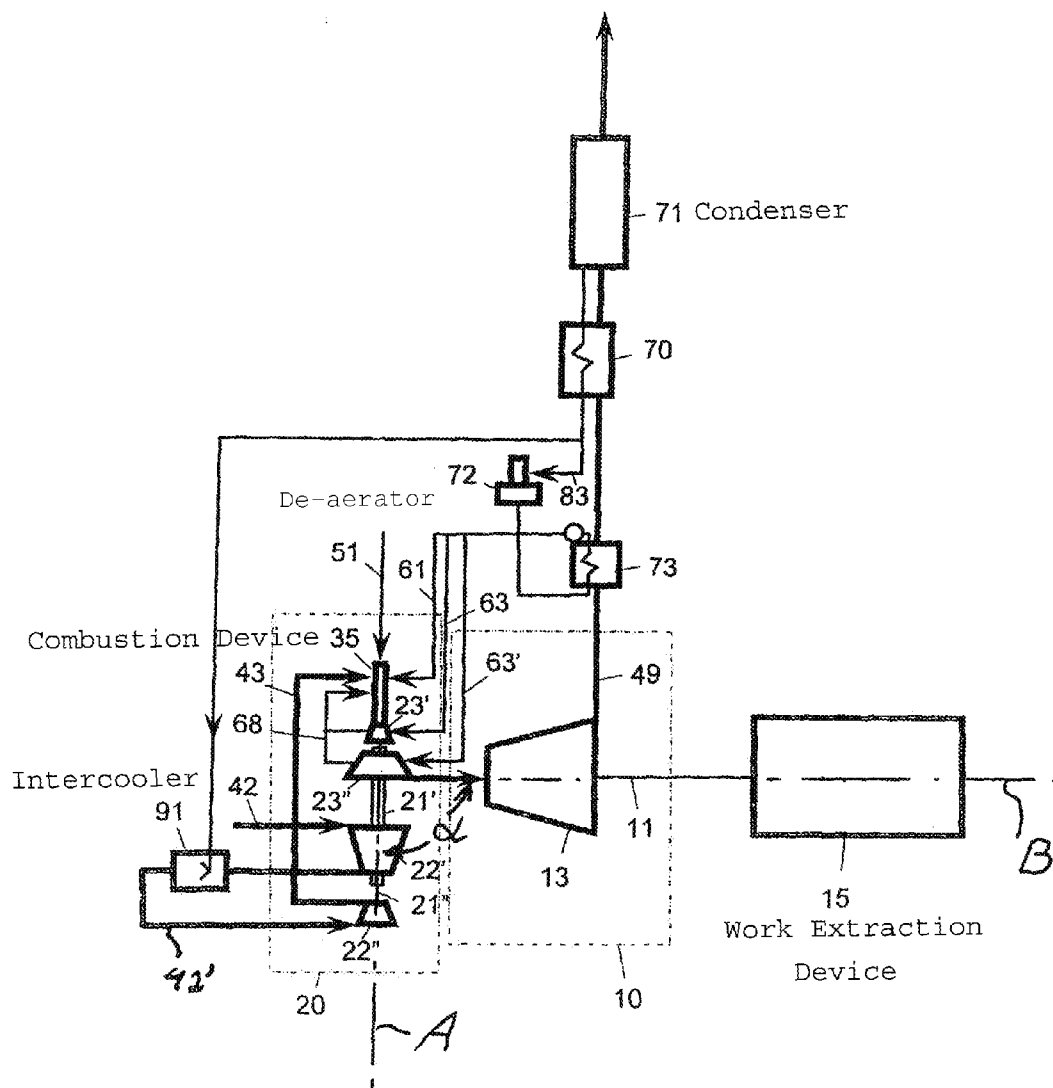 71 Condenser
70
72
83
De-aerator
73
51
61
63
Combustion Device
35
63'
43
23'
49
68
Intercooler
42
23"
21'
α
11
91
22'
13
B
21"
15
22"
Work Extraction
Device
42'
20
10
A